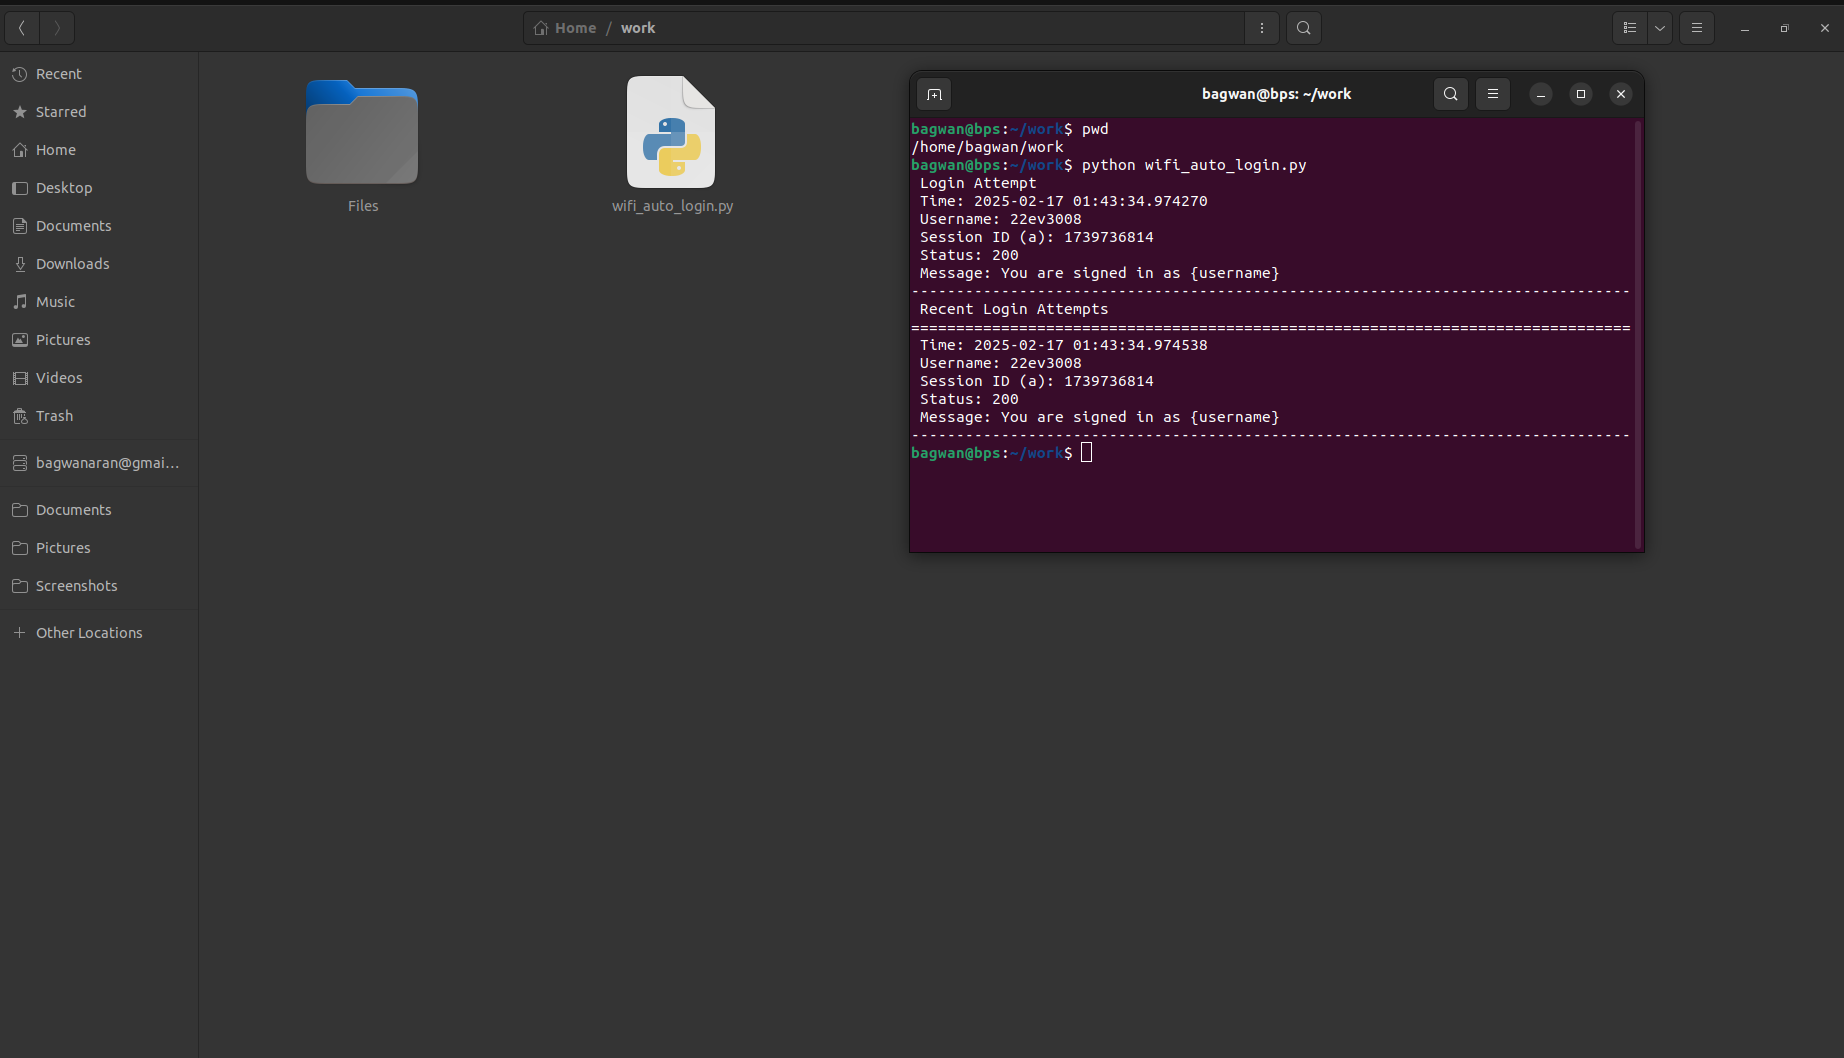 Home / work
Recent
Starred
Home
Desktop
Documents
Downloads
Music
Pictures
Videos
Trash
bagwanaran@gmai...
Documents
Pictures
Screenshots
Other Locations
Files
wifi_auto_login.py
bagwan@bps: ~/work
bagwan@bps:~/work$ pwd
/home/bagwan/work
bagwan@bps:~/work$ python wifi_auto_login.py
Login Attempt
Time: 2025-02-17 01:43:34.974270
Username: 22ev3008
Session ID (a): 1739736814
Status: 200
Message: You are signed in as {username}
--------------------------------------------------------------------------------
Recent Login Attempts
================================================================================
Time: 2025-02-17 01:43:34.974538
Username: 22ev3008
Session ID (a): 1739736814
Status: 200
Message: You are signed in as {username}
--------------------------------------------------------------------------------
bagwan@bps:~/work$